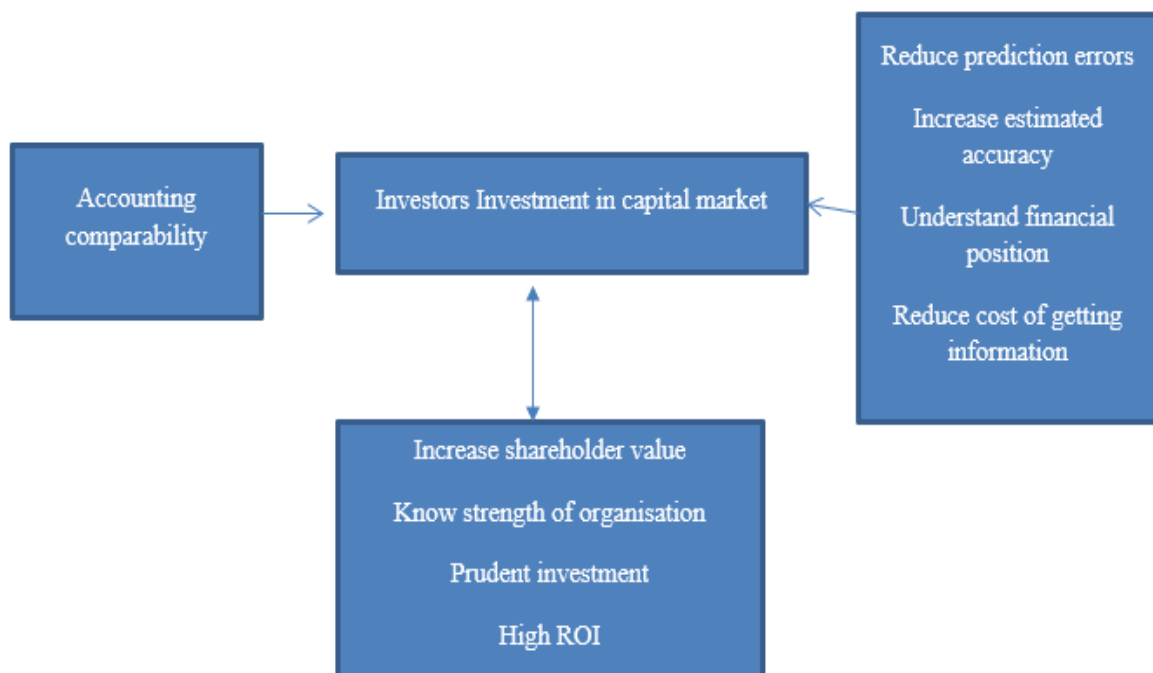 Accounting
comparability
Investors Investment in capital market
Reduce prediction errors
Increase estimated
accuracy
Understand financial
position
Reduce cost of getting
information
Increase shareholder value
Know strength of organisation
Prudent investment
High ROI